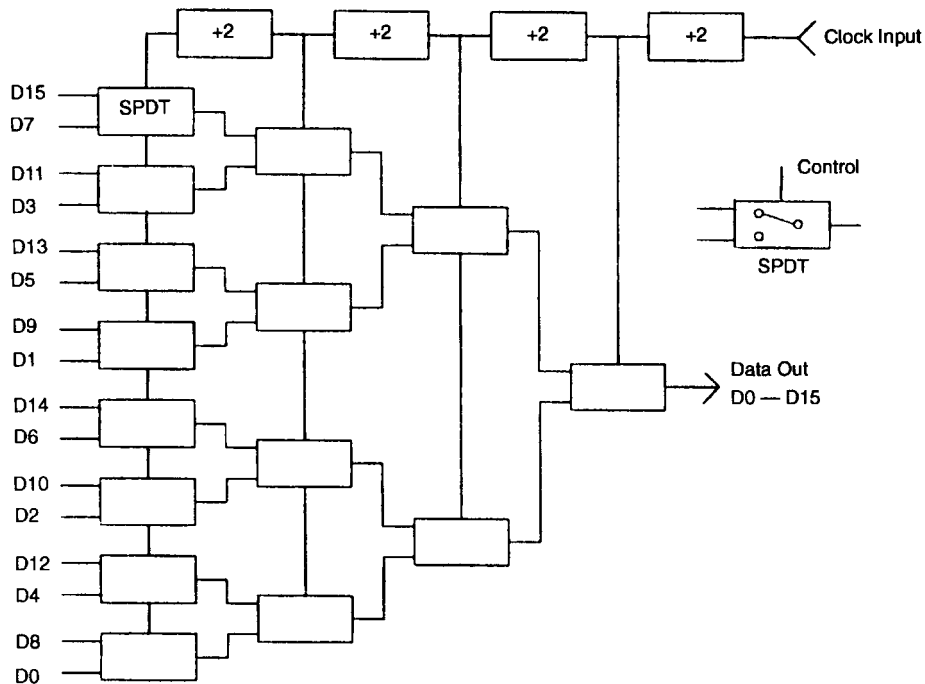 +2 +2 +2 +2 Clock Input
D15
SPDT
D7
D11
D3
Control
D13
D5
SPDT
D9
D1
Data Out
D0 — D15
D14
D6
D10
D2
D12
D4
D8
D0